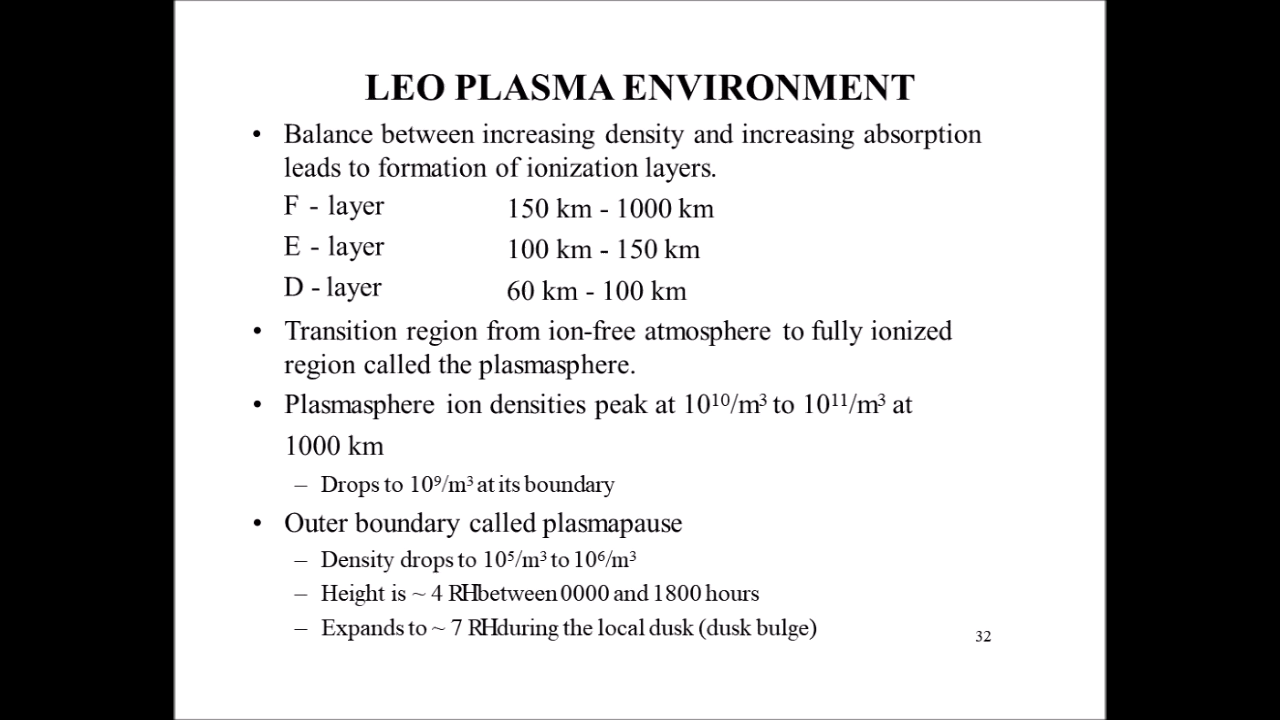 LEO PLASMA ENVIRONMENT
• Balance between increasing density and increasing absorption
leads to formation of ionization layers.
F - layer 150 km - 1000 km
E - layer 100 km - 150 km
D - layer 60 km - 100 km
• Transition region from ion-free atmosphere to fully ionized
region called the plasmasphere.
• Plasmasphere ion densities peak at 10¹⁰/m³ to 10¹¹/m³ at
1000 km
– Drops to 10⁹/m³ at its boundary
• Outer boundary called plasmapause
– Density drops to 10⁵/m³ to 10⁶/m³
– Height is ~ 4 RH between 0000 and 1800 hours
– Expands to ~ 7 RH during the local dusk (dusk bulge)
32